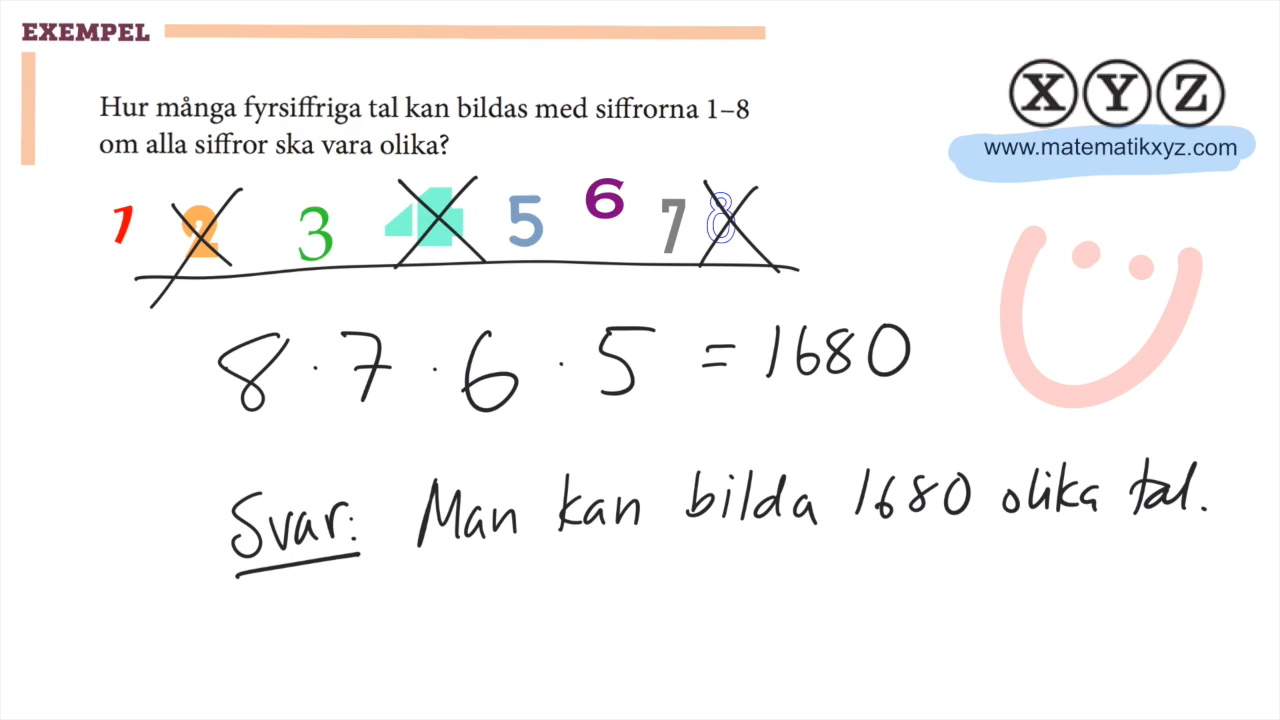 EXEMPEL
Hur många fyrsiffriga tal kan bildas med siffrorna 1–8
om alla siffror ska vara olika?
XYZ
www.matematikxyz.com
1 2 3 4 5 6 7 8
8 · 7 · 6 · 5 = 1680
Svar: Man kan bilda 1680 olika tal.